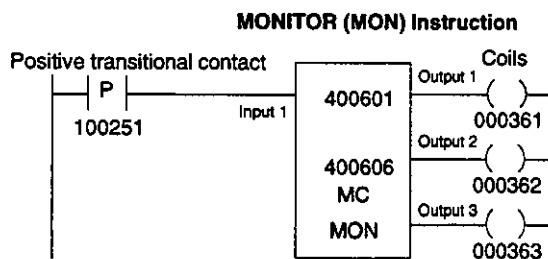 MONITOR (MON) Instruction
Positive transitional contact
Coils
P
100251
Input 1
400601
400606
MC
MON
Output 1
000361
Output 2
000362
Output 3
000363